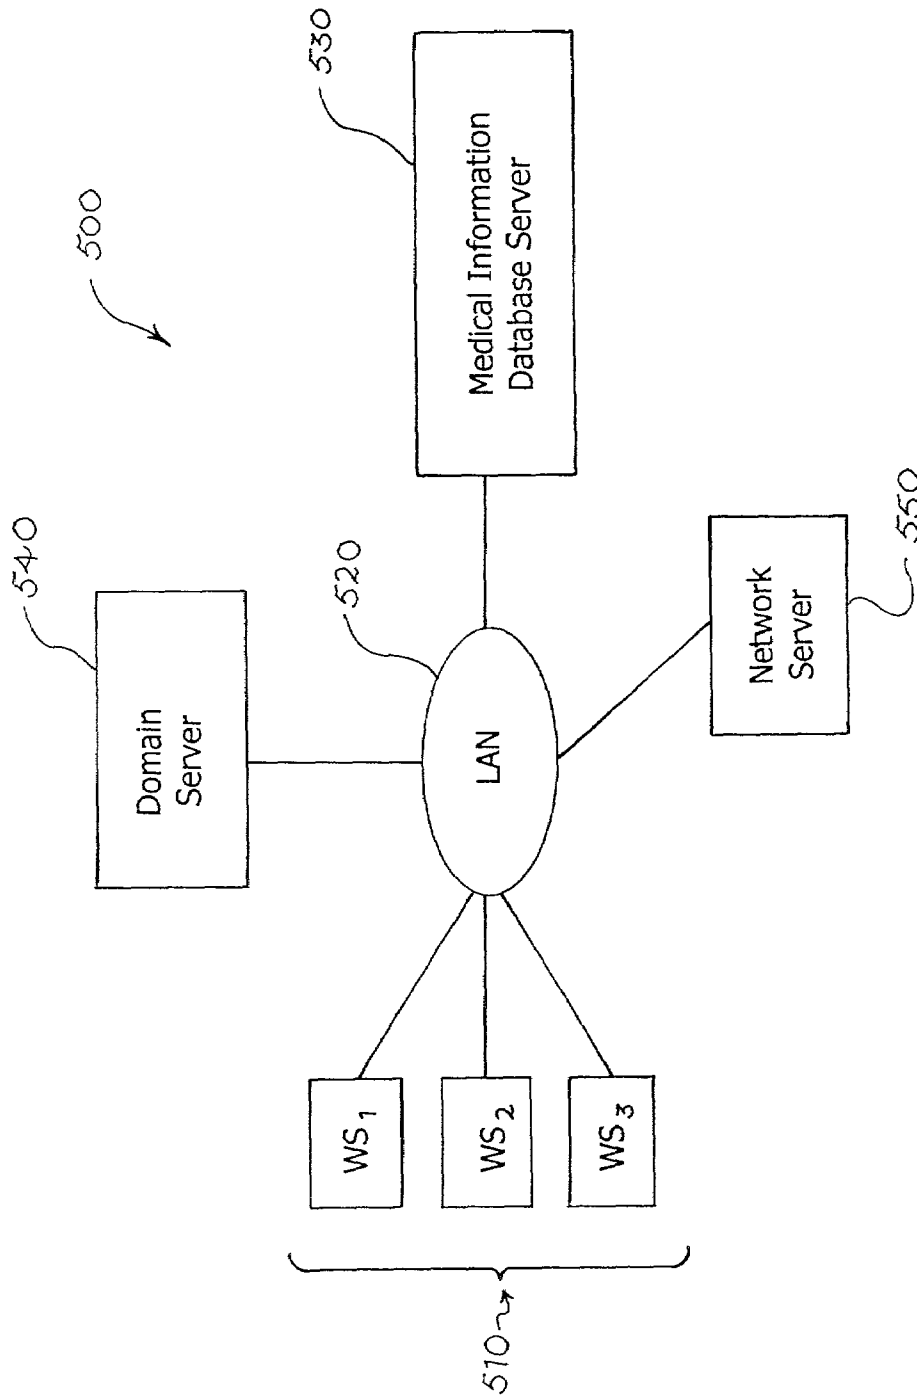 500
540
Domain
Server
530
Medical Information
Database Server
520
LAN
WS1
WS2
WS3
510
Network
Server
550